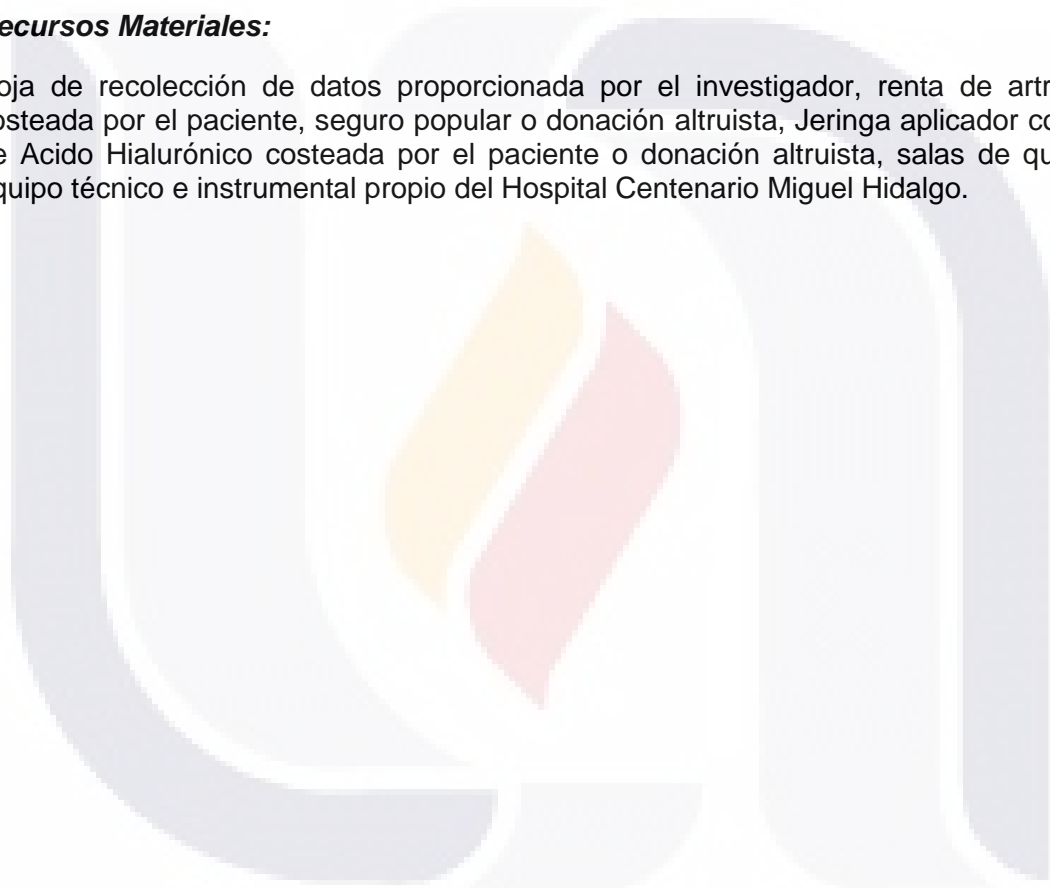 ecursos Materiales:
oja de recolección de datos proporcionada por el investigador, renta de artr
osteada por el paciente, seguro popular o donación altruista, Jeringa aplicador co
e Acido Hialurónico costeada por el paciente o donación altruista, salas de qu
quipo técnico e instrumental propio del Hospital Centenario Miguel Hidalgo.